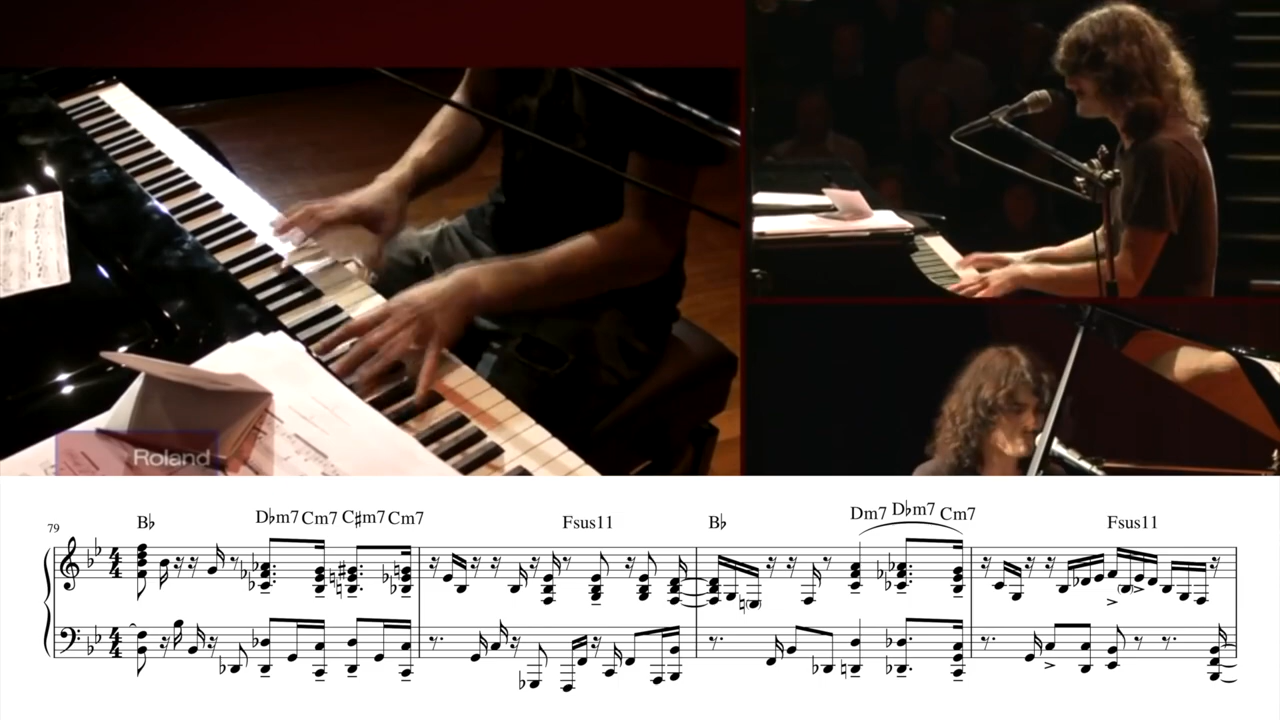 Roland
79
B♭ D♭m7 Cm7 C♯m7 Cm7 Fsus11 B♭ Dm7 D♭m7 Cm7 Fsus11